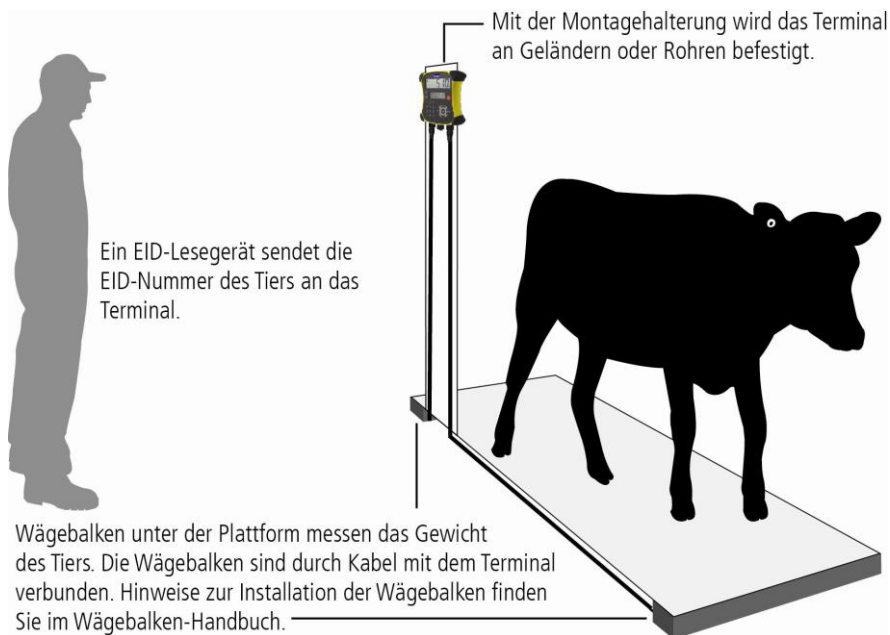 Mit der Montagehalterung wird das Terminal
an Geländern oder Rohren befestigt.
Ein EID-Lesegerät sendet die
EID-Nummer des Tiers an das
Terminal.
Wägebalken unter der Plattform messen das Gewicht
des Tiers. Die Wägebalken sind durch Kabel mit dem Terminal
verbunden. Hinweise zur Installation der Wägebalken finden
Sie im Wägebalken-Handbuch.